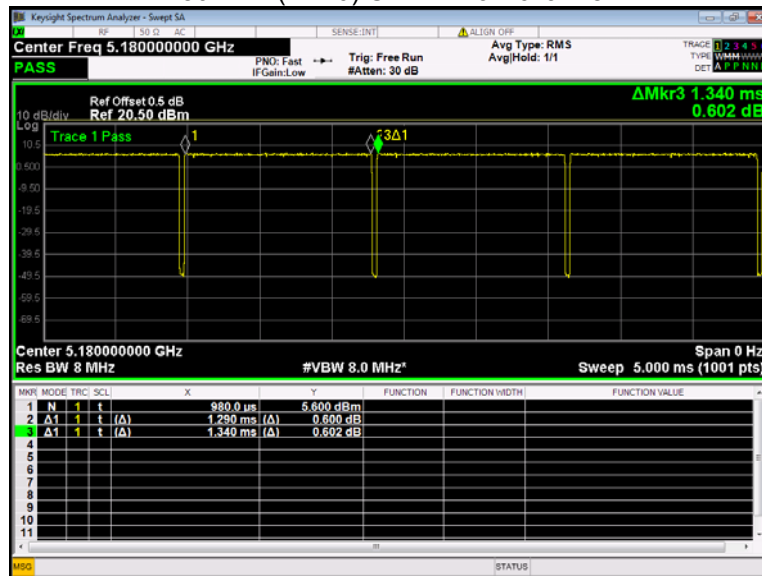 Keysight Spectrum Analyzer - Swept SA
RF 50 Ω AC SENSE:INT ALIGN OFF
Center Freq 5.180000000 GHz
PASS
PNO: Fast
IFGain:Low
Trig: Free Run
#Atten: 30 dB
Avg Type: RMS
Avg|Hold: 1/1
TRACE 1 2 3 4 5
TYPE
DET A P P N N
Ref Offset 0.5 dB
Ref 20.50 dBm
10 dB/div
Log
ΔMkr3 1.340 ms
0.602 dB
Trace 1 Pass
1
3Δ1
10.5
0.500
-9.50
-19.5
-29.5
-39.5
-49.5
-59.5
-69.5
Center 5.180000000 GHz Span 0 Hz
Res BW 8 MHz #VBW 8.0 MHz* Sweep 5.000 ms (1001 pts)
MKR MODE TRC SCL X Y FUNCTION FUNCTION WIDTH FUNCTION VALUE
1 N 1 t 980.0 µs 5.600 dBm
2 Δ1 1 t (Δ) 1.290 ms (Δ) 0.600 dB
3 Δ1 1 t (Δ) 1.340 ms (Δ) 0.602 dB
4
5
6
7
8
9
10
11
MSG STATUS